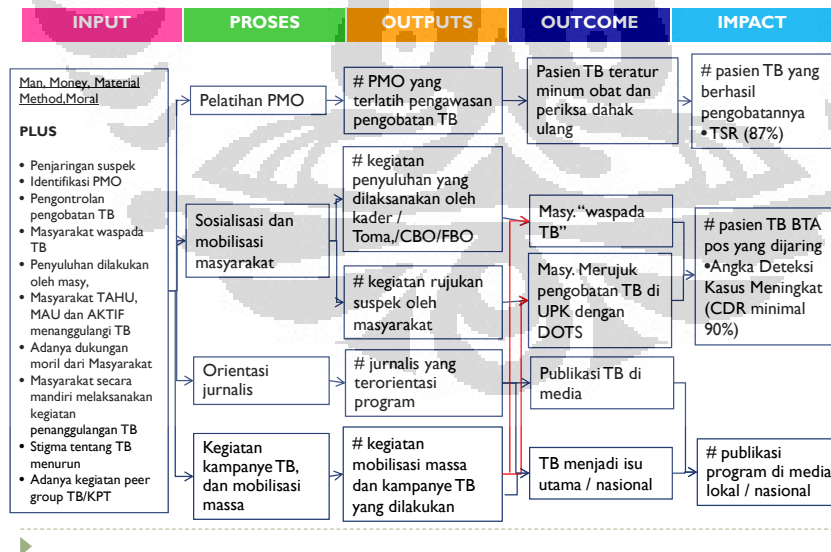 INPUT
PROSES
OUTPUTS
OUTCOME
IMPACT
Man, Money, Material
Method,Moral
PLUS
• Penjaringan suspek
• Identifikasi PMO
• Pengontrolan
pengobatan TB
• Masyarakat waspada
TB
• Penyuluhan dilakukan
oleh masy,
• Masyarakat TAHU,
MAU dan AKTIF
menanggulangi TB
• Adanya dukungan
moril dari Masyarakat
• Masyarakat secara
mandiri melaksanakan
kegiatan
penanggulangan TB
• Stigma tentang TB
menurun
• Adanya kegiatan peer
group TB/KPT
Pelatihan PMO
Sosialisasi dan
mobilisasi
masyarakat
Orientasi
jurnalis
Kegiatan
kampanye TB,
dan mobilisasi
massa
# PMO yang
terlatih pengawasan
pengobatan TB
# kegiatan
penyuluhan yang
dilaksanakan oleh
kader /
Toma,/CBO/FBO
# kegiatan rujukan
suspek oleh
masyarakat
# jurnalis yang
terorientasi
program
# kegiatan
mobilisasi massa
dan kampanye TB
yang dilakukan
Pasien TB teratur
minum obat dan
periksa dahak
ulang
Masy. “waspada
TB”
Masy. Merujuk
pengobatan TB di
UPK dengan
DOTS
Publikasi TB di
media
TB menjadi isu
utama / nasional
# pasien TB yang
berhasil
pengobatannya
•TSR (87%)
# pasien TB BTA
pos yang dijaring
•Angka Deteksi
Kasus Meningkat
(CDR minimal
90%)
# publikasi
program di media
lokal / nasional